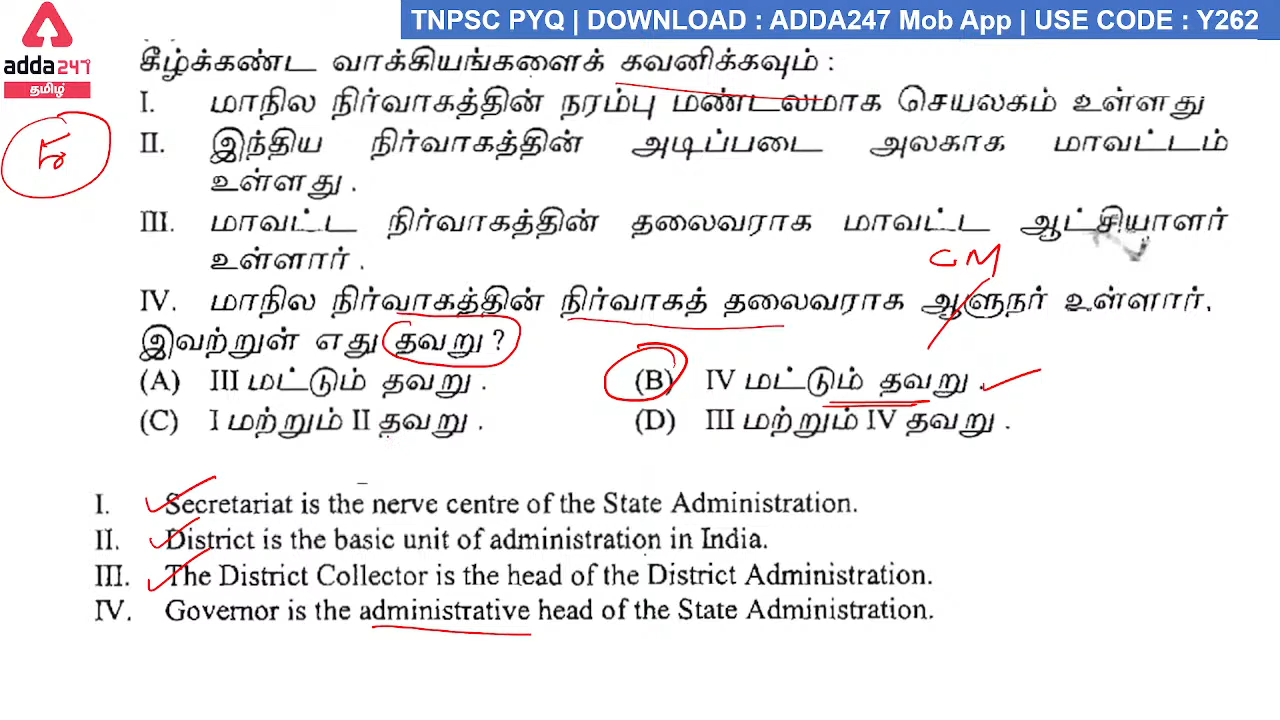 TNPSC PYQ | DOWNLOAD : ADDA247 Mob App | USE CODE : Y262
adda247
தமிழ்
கீழ்க்கண்ட வாக்கியங்களைக் கவனிக்கவும் :
I. மாநில நிர்வாகத்தின் நரம்பு மண்டலமாக செயலகம் உள்ளது
II. இந்திய நிர்வாகத்தின் அடிப்படை அலகாக மாவட்டம்
உள்ளது .
III. மாவட்ட நிர்வாகத்தின் தலைவராக மாவட்ட ஆட்சியாளர்
உள்ளார் .
CM
IV. மாநில நிர்வாகத்தின் நிர்வாகத் தலைவராக ஆளுநர் உள்ளார்.
இவற்றுள் எது தவறு ?
(A) III மட்டும் தவறு . (B) IV மட்டும் தவறு .
(C) I மற்றும் II தவறு . (D) III மற்றும் IV தவறு .
I. Secretariat is the nerve centre of the State Administration.
II. District is the basic unit of administration in India.
III. The District Collector is the head of the District Administration.
IV. Governor is the administrative head of the State Administration.